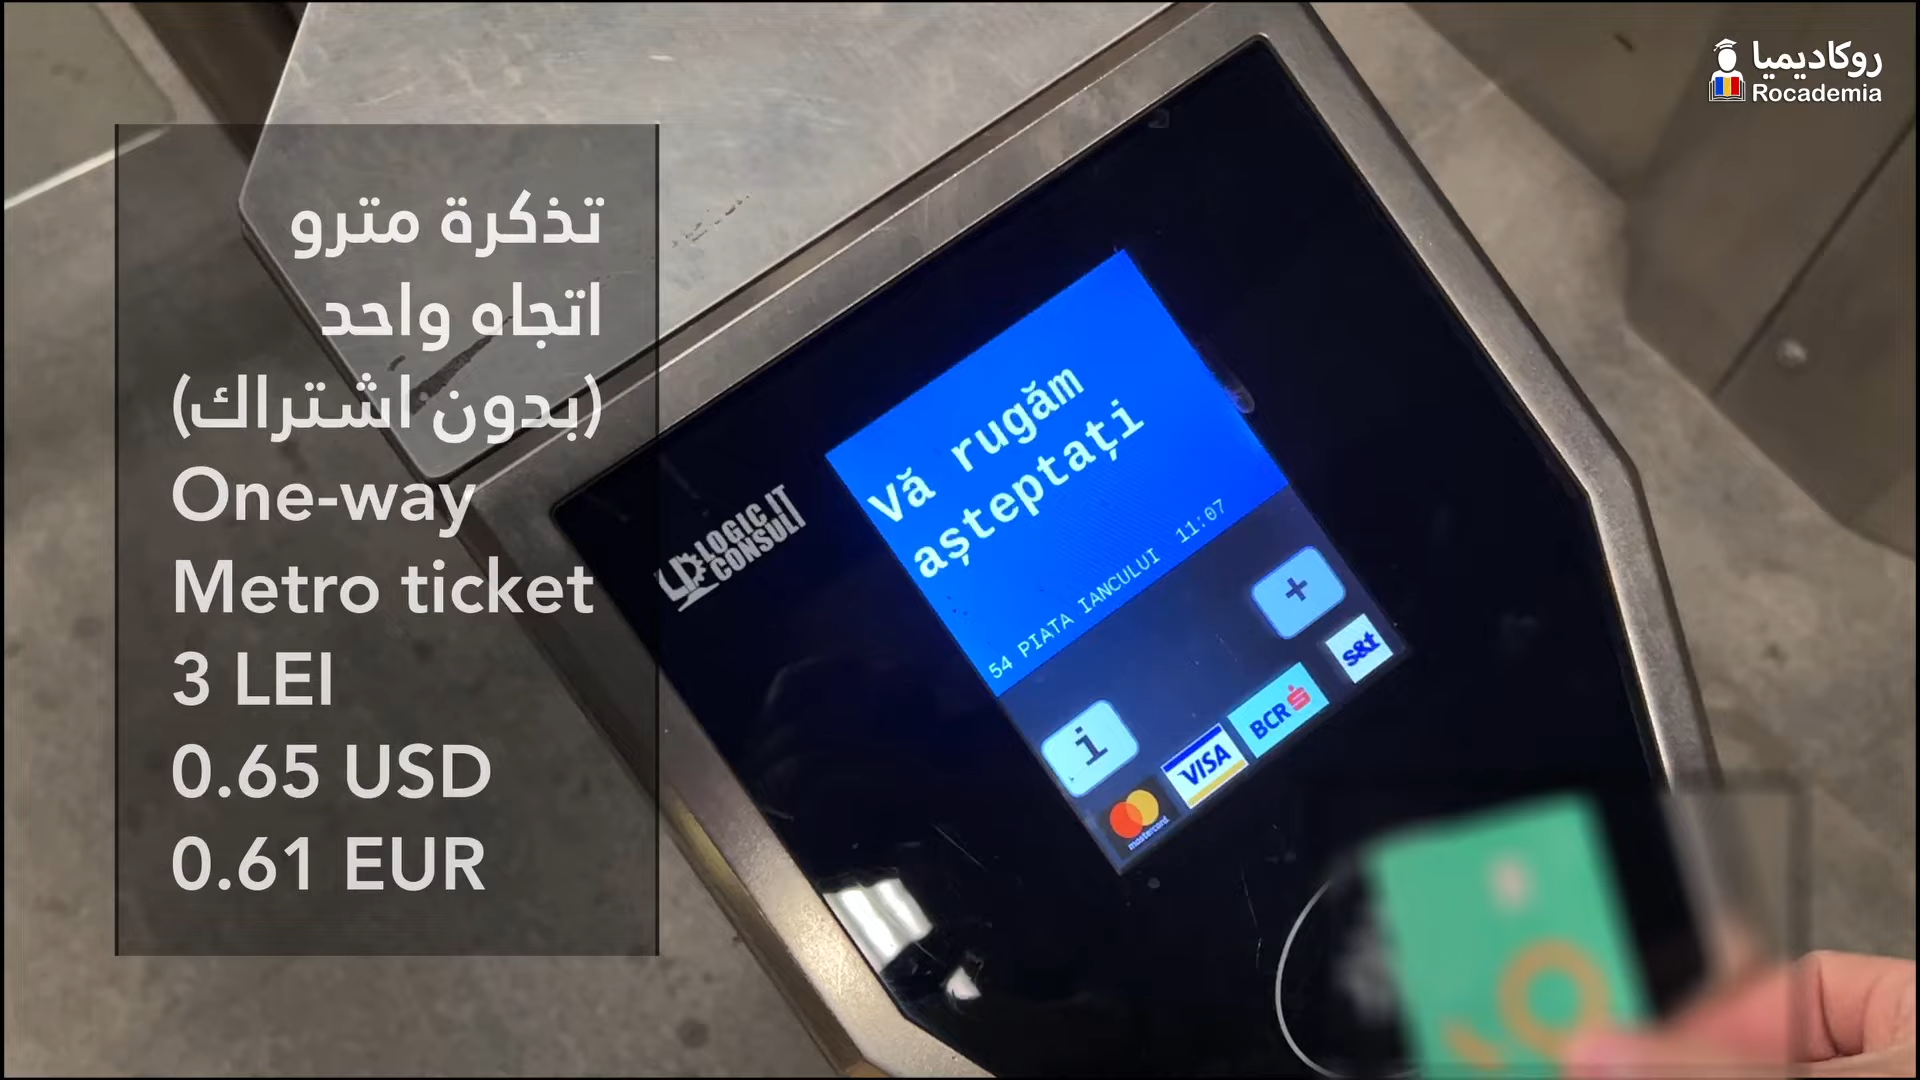 روكاديميا
Rocademia
تذكرة مترو
اتجاه واحد
(بدون اشتراك)
One-way
Metro ticket
3 LEI
0.65 USD
0.61 EUR
LOGIC IT
CONSULT
Vă rugăm
așteptați
54 PIATA IANCULUI 11:07
+
i
mastercard
VISA
BCR
s&t